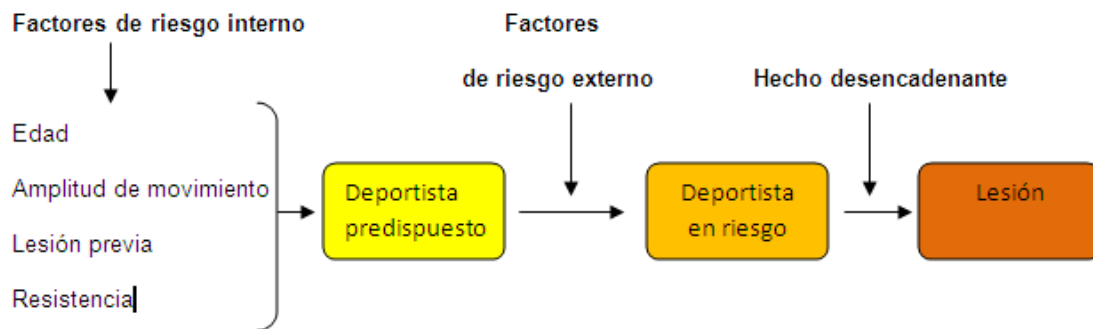 Factores de riesgo interno
Factores
de riesgo externo
Hecho desencadenante
Edad
Amplitud de movimiento
Lesión previa
Resistencia
Deportista
predispuesto
Deportista
en riesgo
Lesión